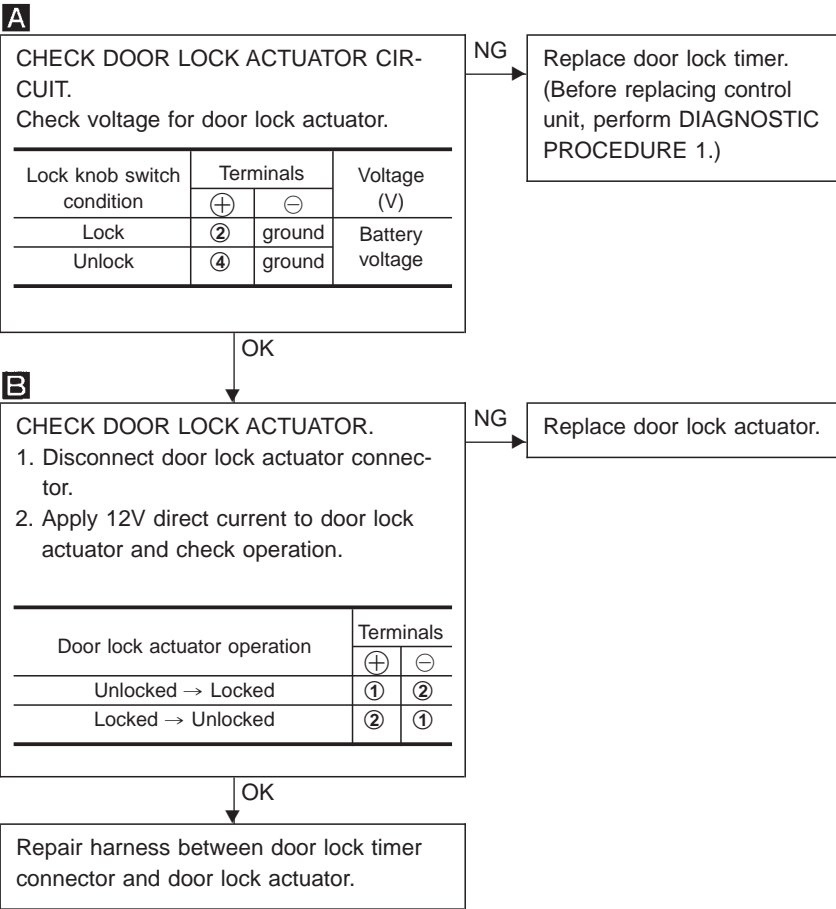 A
CHECK DOOR LOCK ACTUATOR CIR-
CUIT.
Check voltage for door lock actuator.
Lock knob switch condition Terminals Voltage (V)
⊕ ⊖
Lock ② ground Battery voltage
Unlock ④ ground
NG
Replace door lock timer.
(Before replacing control
unit, perform DIAGNOSTIC
PROCEDURE 1.)
OK
B
CHECK DOOR LOCK ACTUATOR.
1. Disconnect door lock actuator connec-
tor.
2. Apply 12V direct current to door lock
actuator and check operation.
Door lock actuator operation Terminals
⊕ ⊖
Unlocked → Locked ① ②
Locked → Unlocked ② ①
NG
Replace door lock actuator.
OK
Repair harness between door lock timer
connector and door lock actuator.